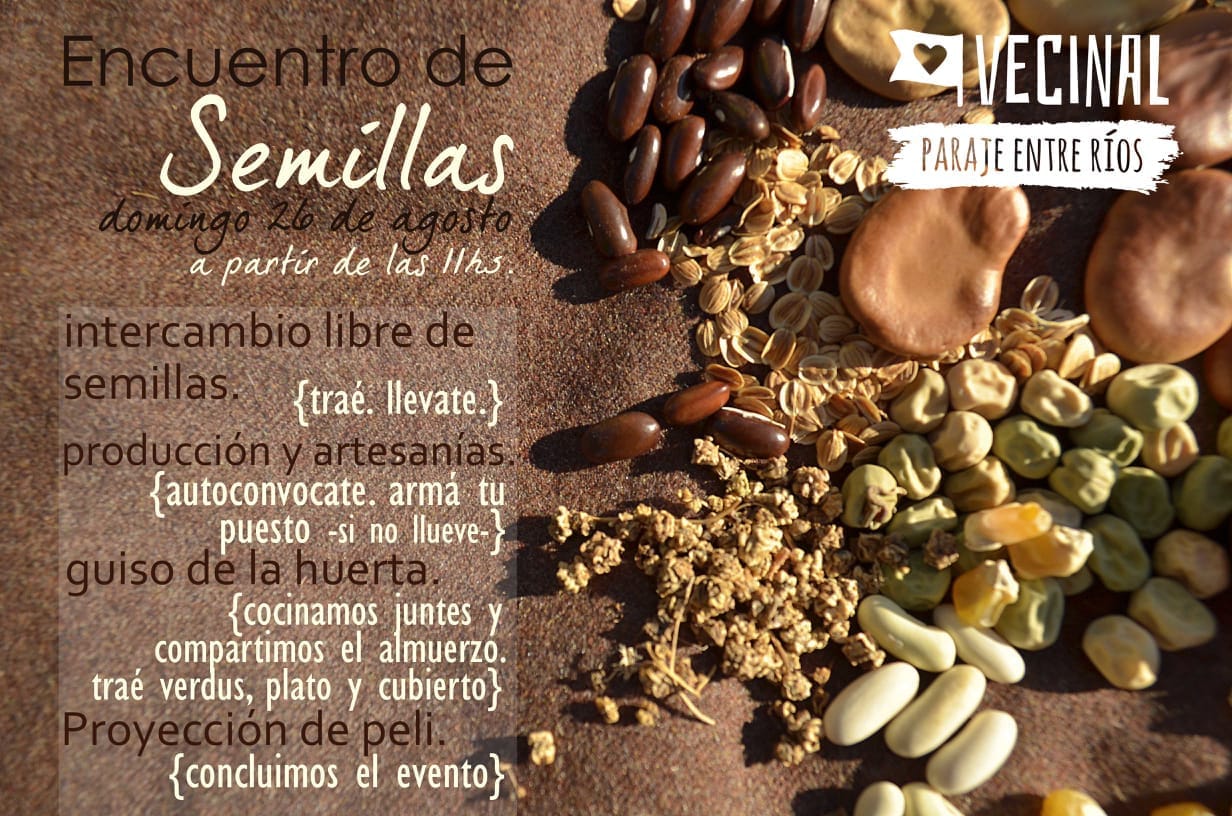 Encuentro de
Semillas
domingo 26 de agosto
a partir de las 11hs.
VECINAL
PARAJE ENTRE RÍOS
intercambio libre de
semillas.
{traé. llevate.}
producción y artesanías.
{autoconvocate. armá tu
puesto -si no llueve-}
guiso de la huerta.
{cocinamos juntes y
compartimos el almuerzo.
traé verdus, plato y cubierto}
Proyección de peli.
{concluimos el evento}